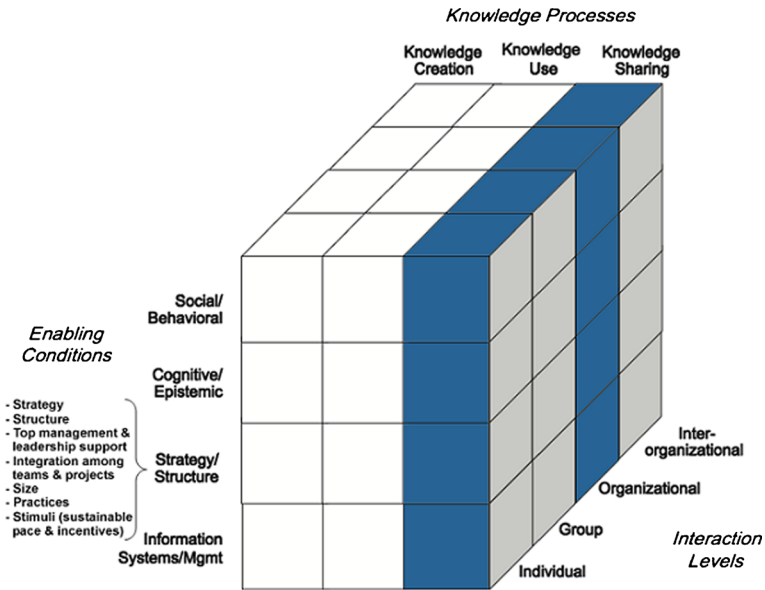 Knowledge Processes
Knowledge
Creation
Knowledge
Use
Knowledge
Sharing
Social/
Behavioral
Enabling
Conditions
Cognitive/
Epistemic
- Strategy
- Structure
- Top management &
leadership support
- Integration among
teams & projects
- Size
- Practices
- Stimuli (sustainable
pace & incentives)
Strategy/
Structure
Information
Systems/Mgmt
Inter-
organizational
Organizational
Group
Individual
Interaction
Levels